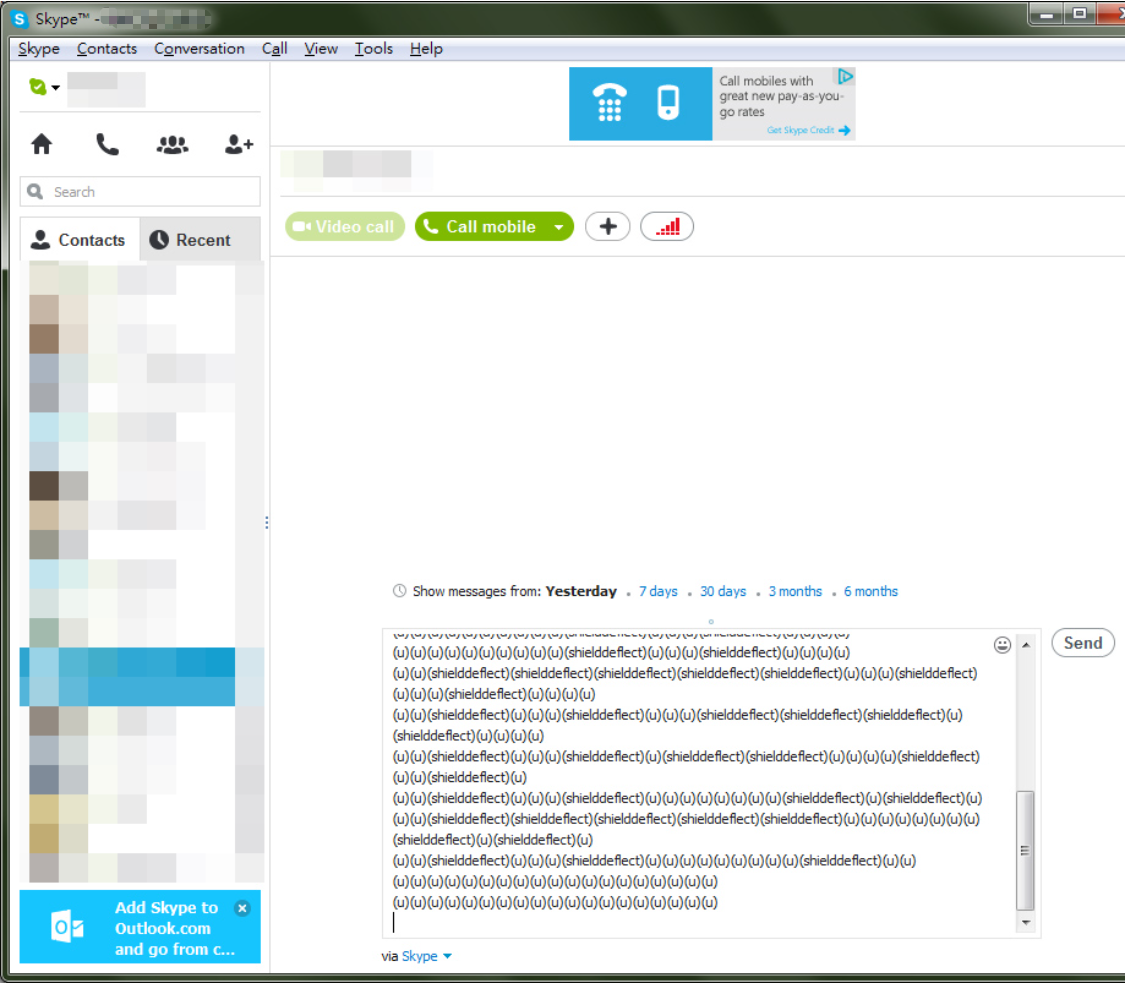 Skype™ -
Skype Contacts Conversation Call View Tools Help
Call mobiles with
great new pay-as-you-
go rates
Get Skype Credit
Search
Video call Call mobile
Contacts Recent
Show messages from: Yesterday . 7 days . 30 days . 3 months . 6 months
(u)(u)(u)(u)(u)(u)(u)(u)(u)(u)(shielddeflect)(u)(u)(u)(shielddeflect)(u)(u)(u)(u)
(u)(u)(shielddeflect)(shielddeflect)(shielddeflect)(shielddeflect)(shielddeflect)(u)(u)(u)(shielddeflect)
(u)(u)(u)(shielddeflect)(u)(u)(u)(u)
(u)(u)(shielddeflect)(u)(u)(u)(shielddeflect)(u)(u)(u)(shielddeflect)(shielddeflect)(shielddeflect)(u)
(shielddeflect)(u)(u)(u)(u)
(u)(u)(shielddeflect)(u)(u)(u)(shielddeflect)(u)(shielddeflect)(shielddeflect)(u)(u)(u)(u)(shielddeflect)
(u)(u)(shielddeflect)(u)
(u)(u)(shielddeflect)(u)(u)(u)(shielddeflect)(u)(u)(u)(u)(u)(u)(u)(u)(shielddeflect)(u)(shielddeflect)(u)
(u)(u)(shielddeflect)(shielddeflect)(shielddeflect)(shielddeflect)(shielddeflect)(u)(u)(u)(u)(u)(u)(u)(u)
(shielddeflect)(u)(shielddeflect)(u)
(u)(u)(shielddeflect)(u)(u)(u)(shielddeflect)(u)(u)(u)(u)(u)(u)(u)(u)(u)(shielddeflect)(u)(u)
(u)(u)(u)(u)(u)(u)(u)(u)(u)(u)(u)(u)(u)(u)(u)(u)(u)(u)(u)
(u)(u)(u)(u)(u)(u)(u)(u)(u)(u)(u)(u)(u)(u)(u)(u)(u)(u)(u)
Send
Add Skype to
Outlook.com
and go from c...
via Skype